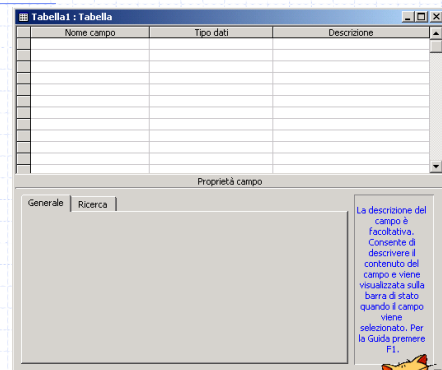 Tabella1 : Tabella
Nome campo Tipo dati Descrizione
Proprietà campo
Generale Ricerca
La descrizione del
campo è
facoltativa.
Consente di
descrivere il
contenuto del
campo e viene
visualizzata sulla
barra di stato
quando il campo
viene
selezionato. Per
la Guida premere
F1.